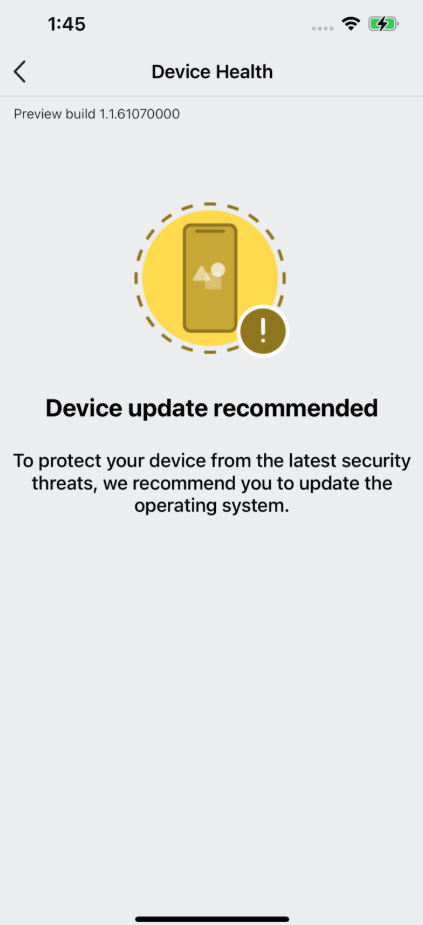 1:45
Device Health
Preview build 1.1.61070000
Device update recommended
To protect your device from the latest security
threats, we recommend you to update the
operating system.